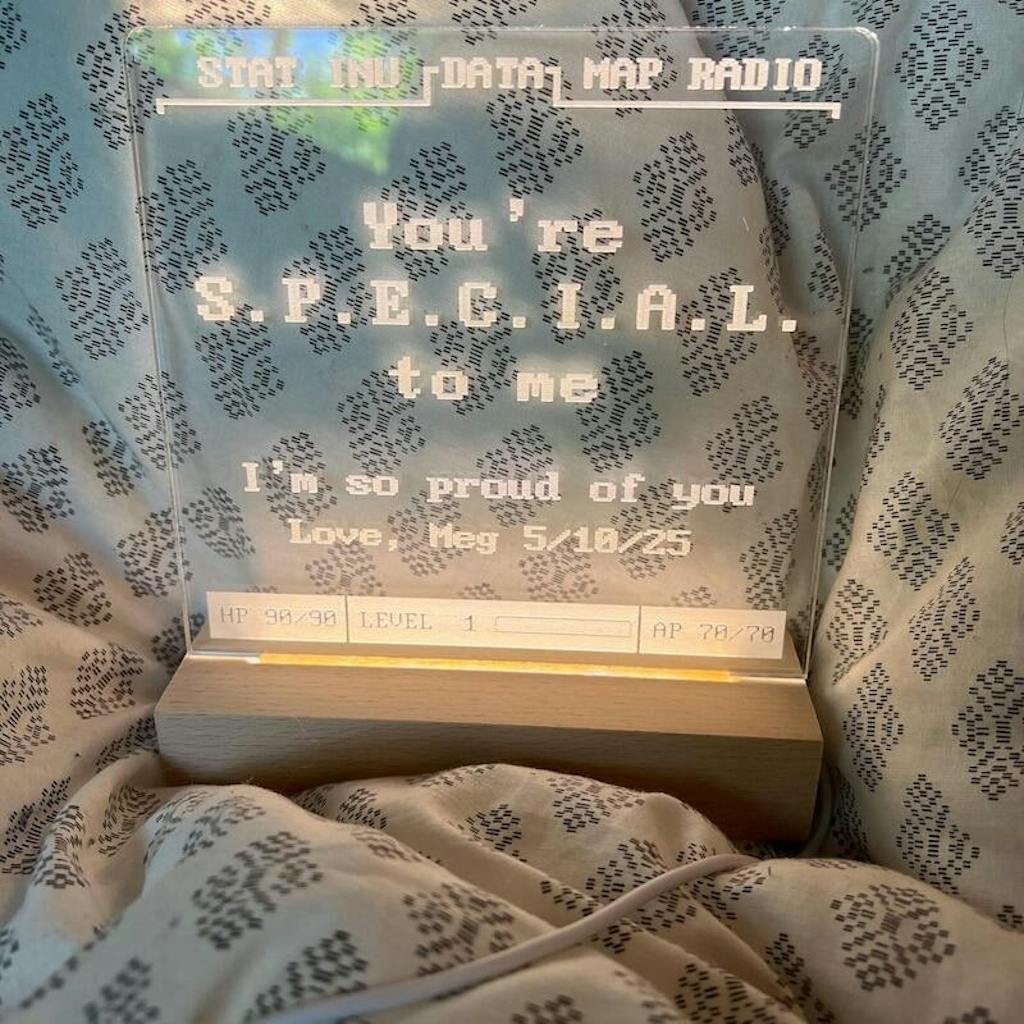 STAT INV DATA MAP RADIO
You're
S.P.E.C.I.A.L.
to me
I'm so proud of you
Love, Meg 5/10/25
HP 90/90 LEVEL 1 AP 70/70